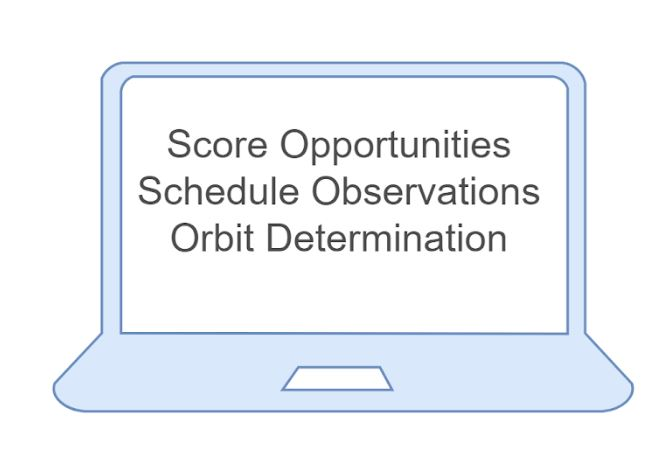 Score Opportunities
Schedule Observations
Orbit Determination